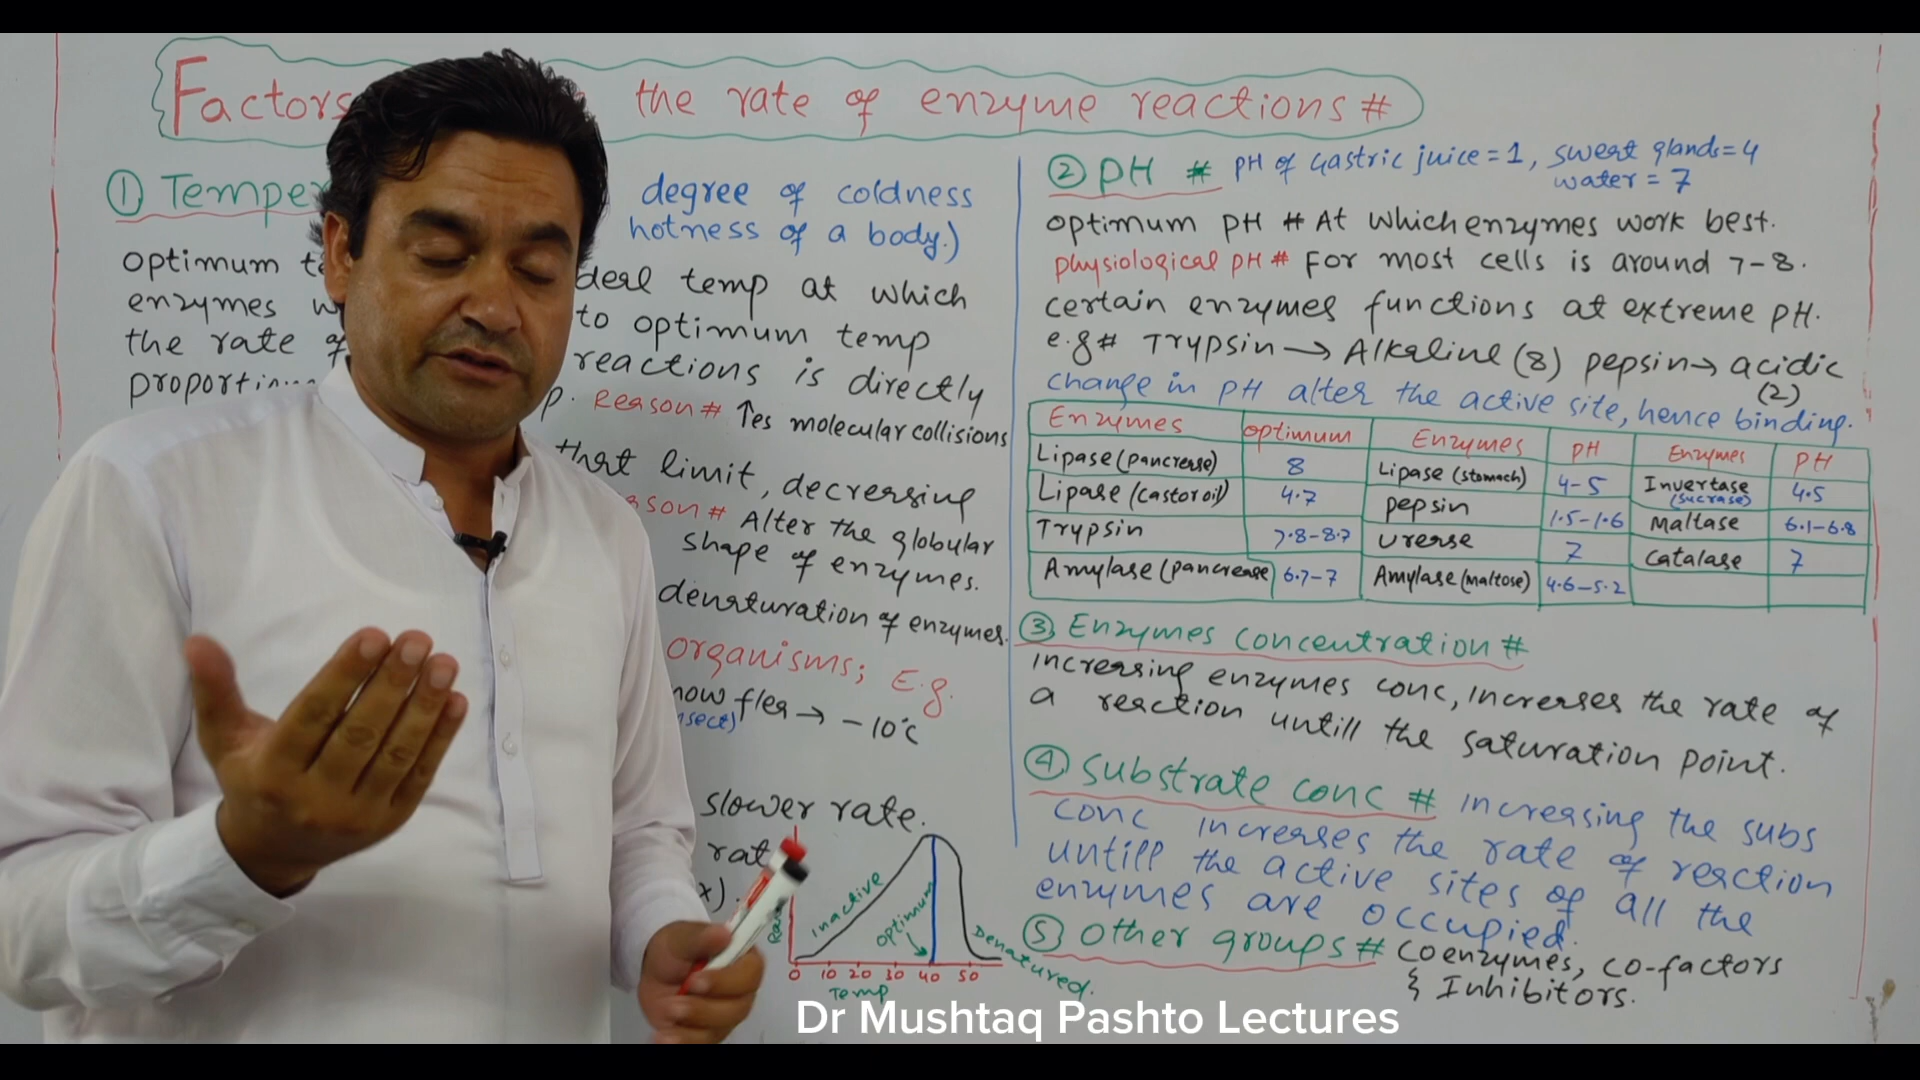 Factors the rate of enzyme reactions #
① Temper
degree of coldness
hotness of a body.)
optimum te
deal temp at which
enzymes w
to optimum temp
the rate of
reactions is directly
p. Reason # ↑es molecular collisions
that limit, decreasing
son # Alter the globular
shape of enzymes.
denaturation of enzymes.
organisms; E.g.
now flea → -10°C
nsect)
slower rate.
rat
x).
Inactive
optimum
Denatured.
0 10 20 30 40 50
Temp
② PH # PH of Gastric juice = 1, sweat glands = 4
water = 7
optimum PH # At which enzymes work best.
physiological PH # For most cells is around 7-8.
certain enzymes functions at extreme PH.
e.g # Trypsin → Alkaline (8) pepsin → acidic
(2)
change in PH alter the active site, hence binding.
Enzymes optimum Enzymes PH Enzymes PH
Lipase (pancrease) 8 Lipase (stomach) 4-5 Invertase (sucrase) 4.5
Lipase (castor oil) 4.7 pepsin 1.5-1.6 Maltase 6.1-6.8
Trypsin 7.8-8.7 urease 7 catalase 7
Amylase (pancrease) 6.7-7 Amylase (maltose) 4.6-5.2
③ Enzymes concentration #
increasing enzymes conc, increases the rate of
a reaction untill the saturation point.
④ Substrate conc # increasing the subs
conc increases the rate of reaction
untill the active sites of all the
enzymes are occupied.
⑤ Other groups # coenzymes, co-factors
& Inhibitors.
Dr Mushtaq Pashto Lectures